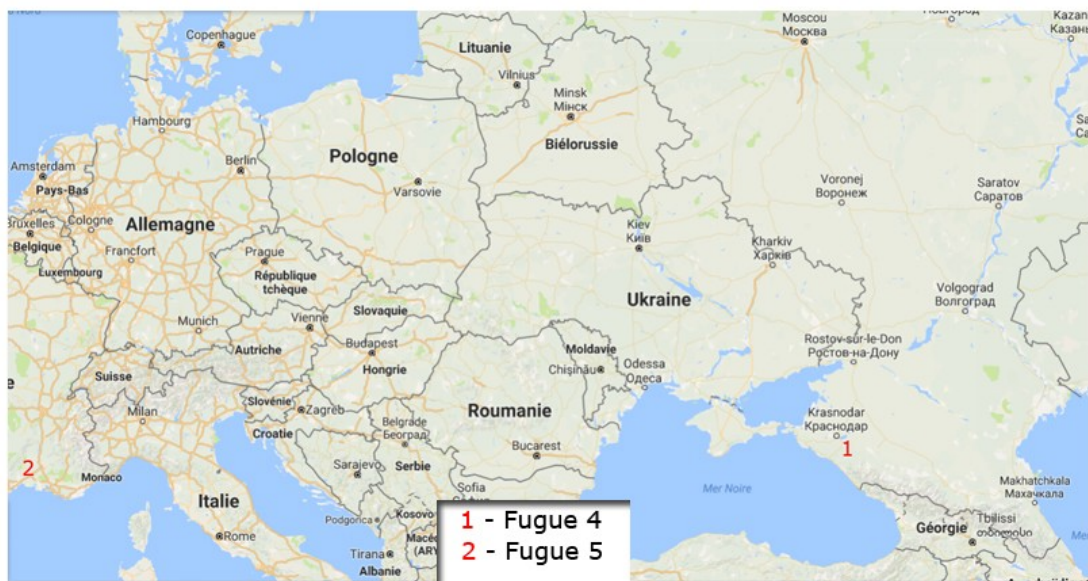 Moscou
Москва
Copenhague
Lituanie
Vilnius
Minsk
Мінск
Biélorussie
Hambourg
Berlin
Pologne
Varsovie
Voronej
Воронеж
Saratov
Саратов
Amsterdam
Pays-Bas
Allemagne
Bruxelles
Cologne
Belgique
Francfort
Luxembourg
Kiev
Київ
Kharkiv
Харків
Prague
République
tchèque
Ukraine
Volgograd
Волгоград
Slovaquie
Munich
Vienne
Autriche
Budapest
Hongrie
Moldavie
Chișinău
Odessa
Одеса
Rostov-sur-le-Don
Ростов-на-Дону
Suisse
Milan
Slovénie
Zagreb
Croatie
Belgrade
Београд
Roumanie
Bucarest
Krasnodar
Краснодар
1
2
Monaco
Sarajevo
Serbie
Italie
Sofia
Mer Noire
Makhatchkala
Махачкала
Kosovo
Podgorica
Rome
Tirana
(ARY
Albanie
Géorgie
Tbilissi
თბილისი
1 - Fugue 4
2 - Fugue 5